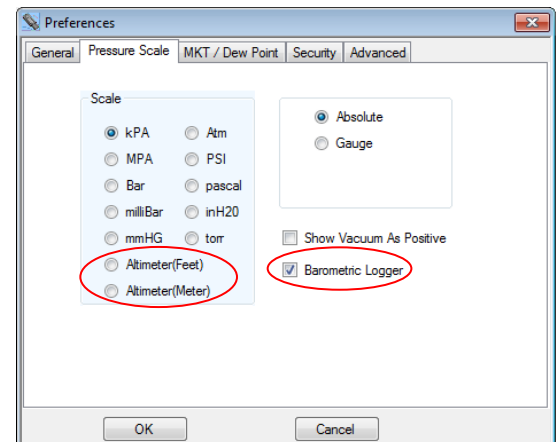 Preferences
General Pressure Scale MKT / Dew Point Security Advanced
Scale
kPA Atm
MPA PSI
Bar pascal
milliBar inH20
mmHG torr
Altimeter(Feet)
Altimeter(Meter)
Absolute
Gauge
Show Vacuum As Positive
Barometric Logger
OK Cancel